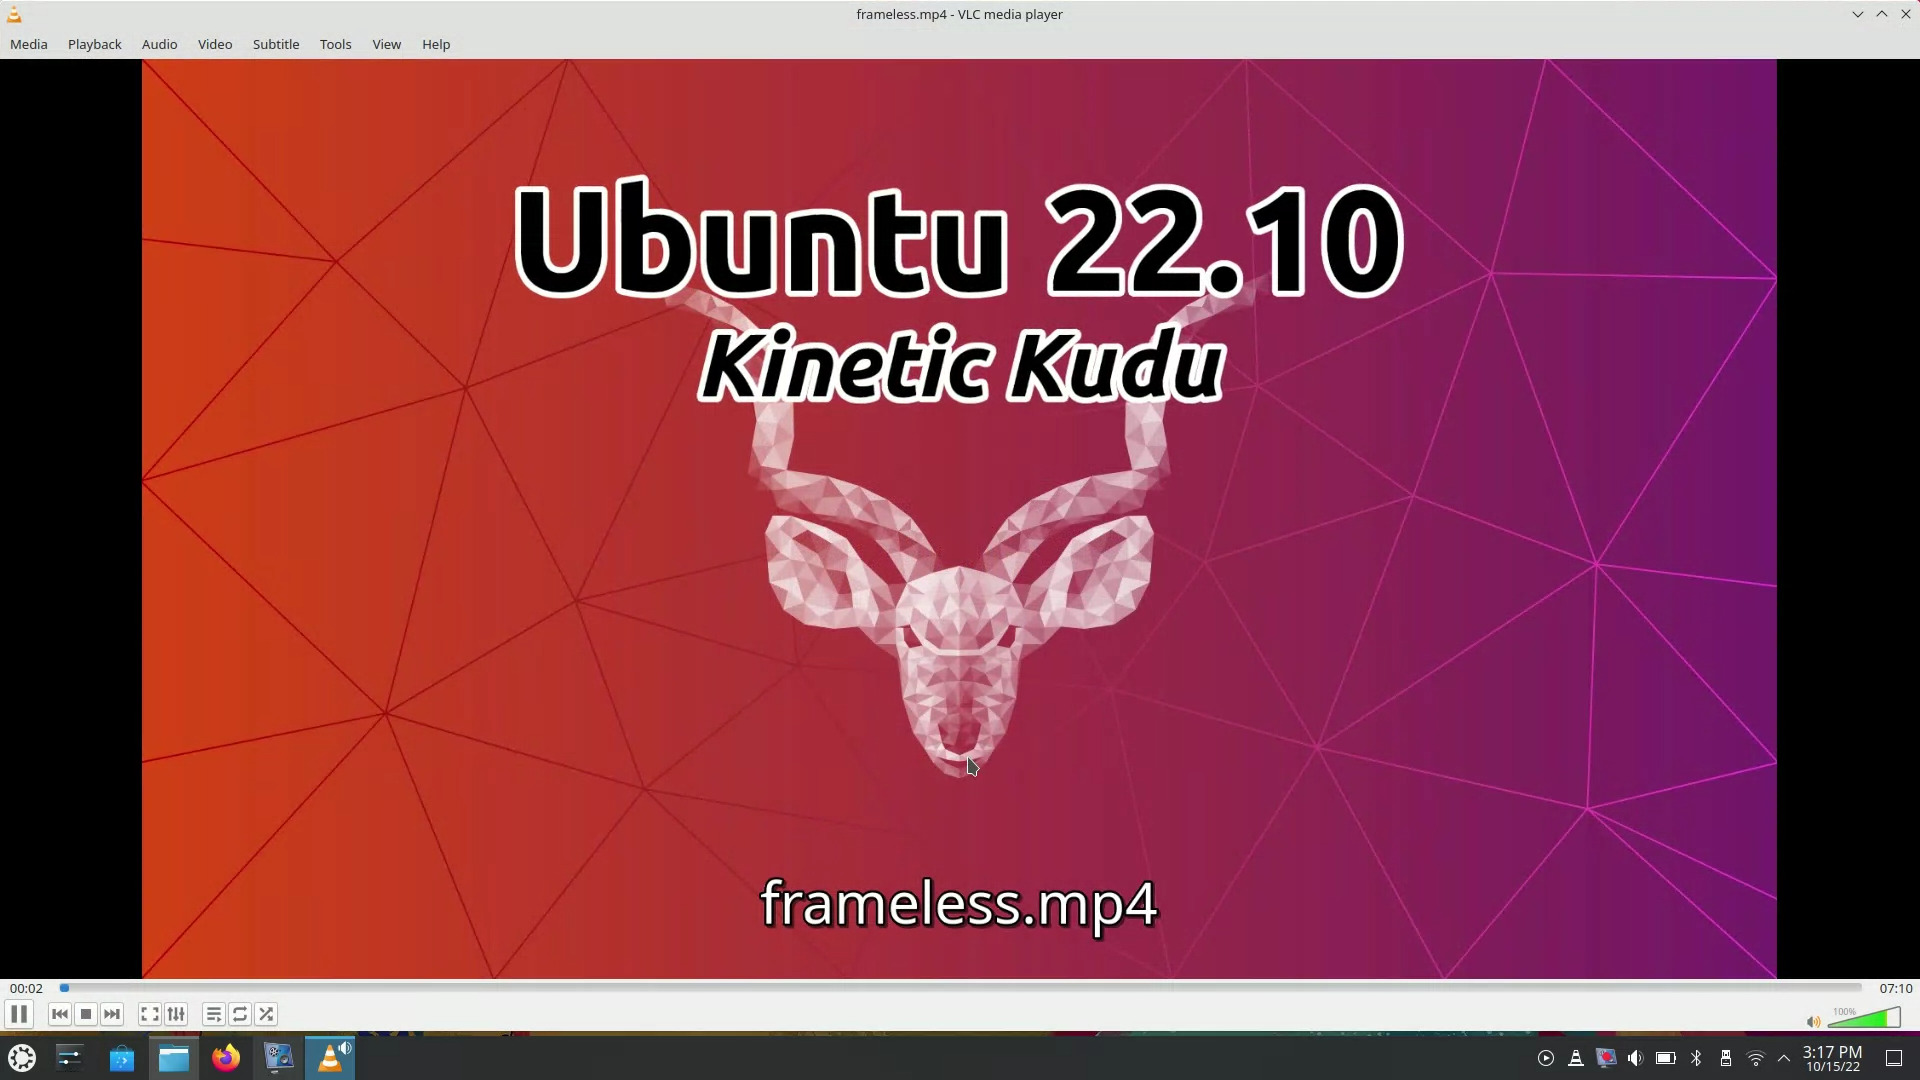 frameless.mp4 - VLC media player
Media Playback Audio Video Subtitle Tools View Help
Ubuntu 22.10
Kinetic Kudu
frameless.mp4
00:02 07:10
100%
3:17 PM
10/15/22